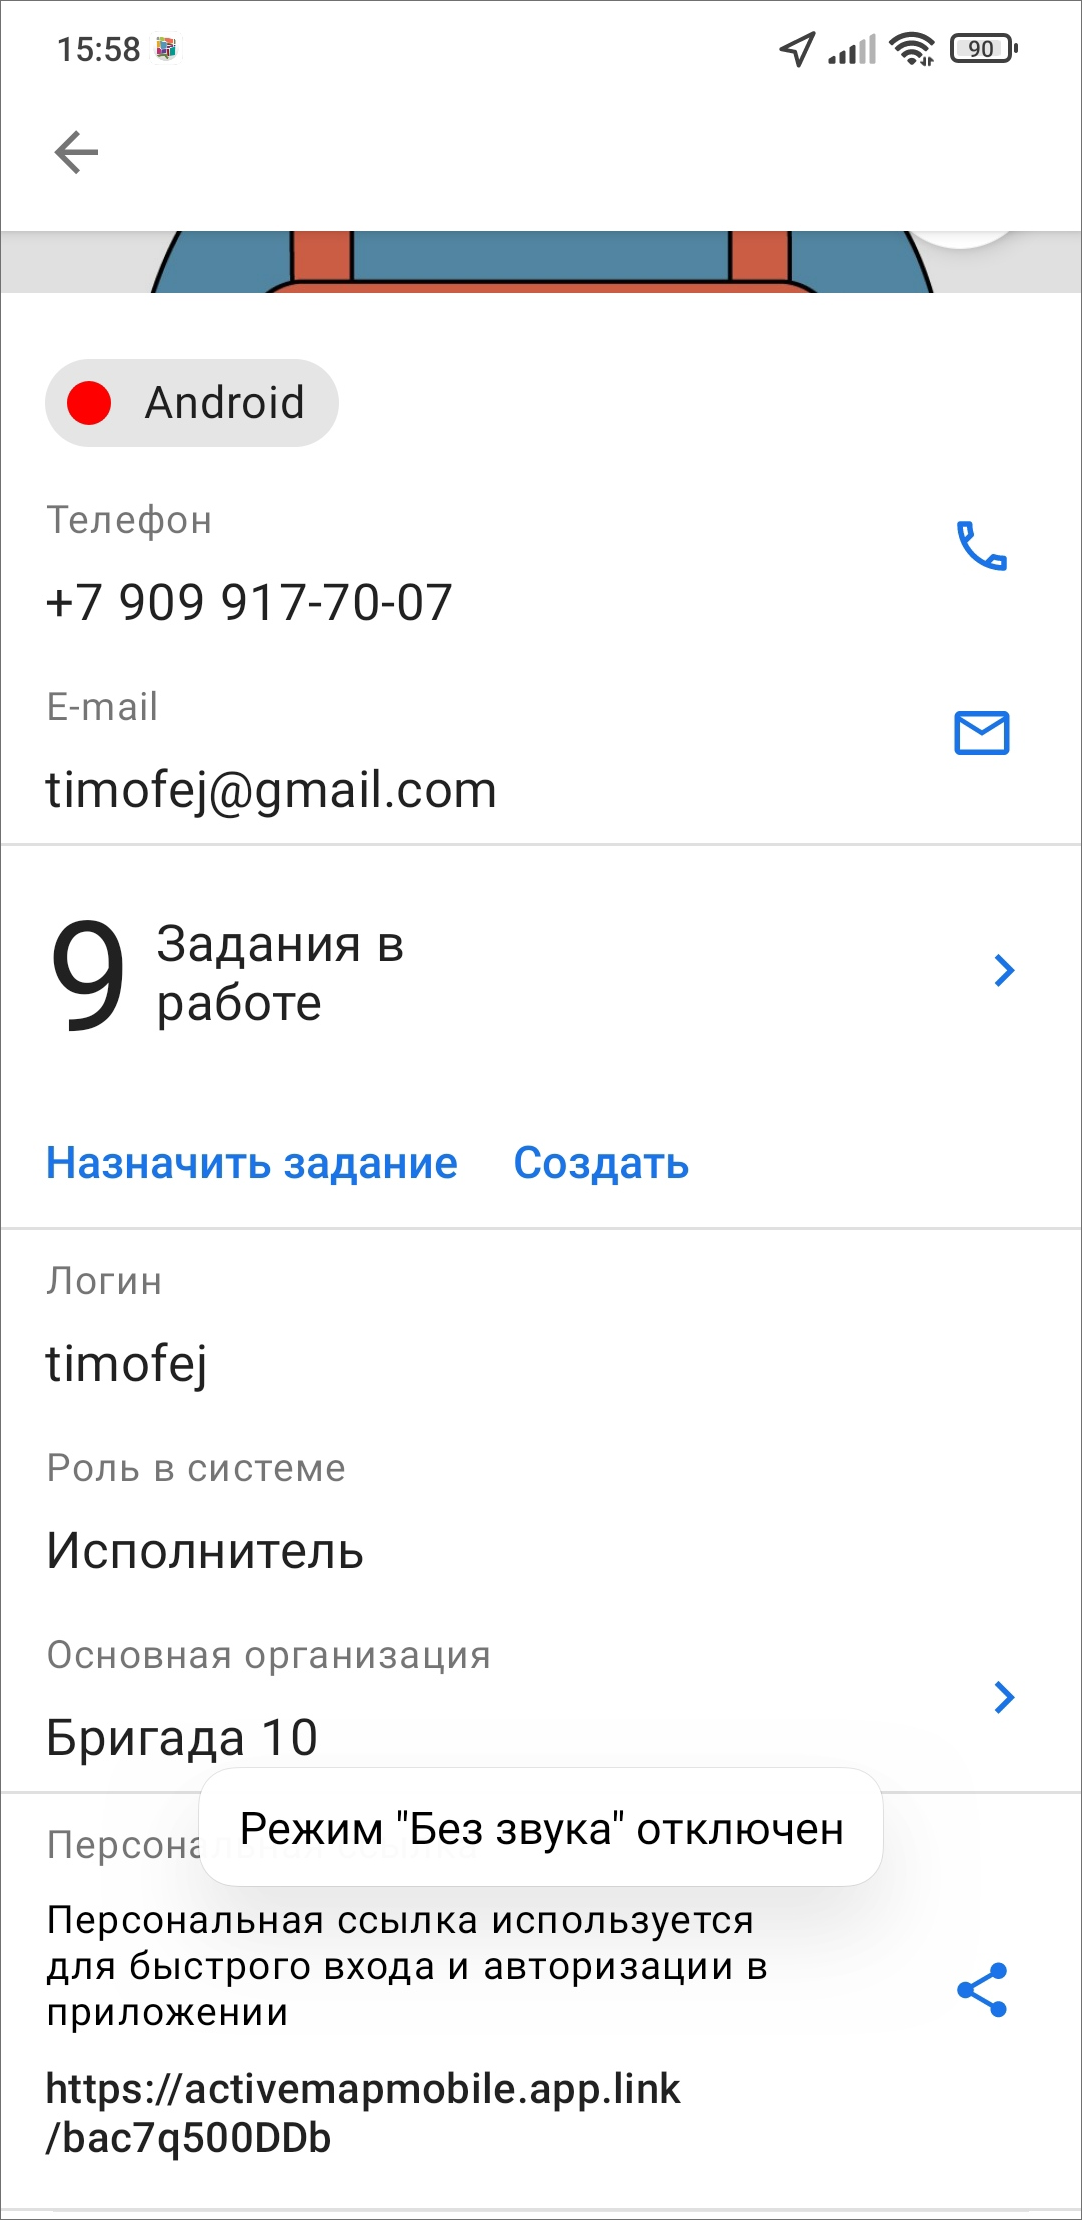 15:58
90
Android
Телефон
+7 909 917-70-07
E-mail
timofej@gmail.com
9 Задания в
работе
Назначить задание Создать
Логин
timofej
Роль в системе
Исполнитель
Основная организация
Бригада 10
Режим "Без звука" отключен
Персональная ссылка
Персональная ссылка используется
для быстрого входа и авторизации в
приложении
https://activemapmobile.app.link
/bac7q500DDb